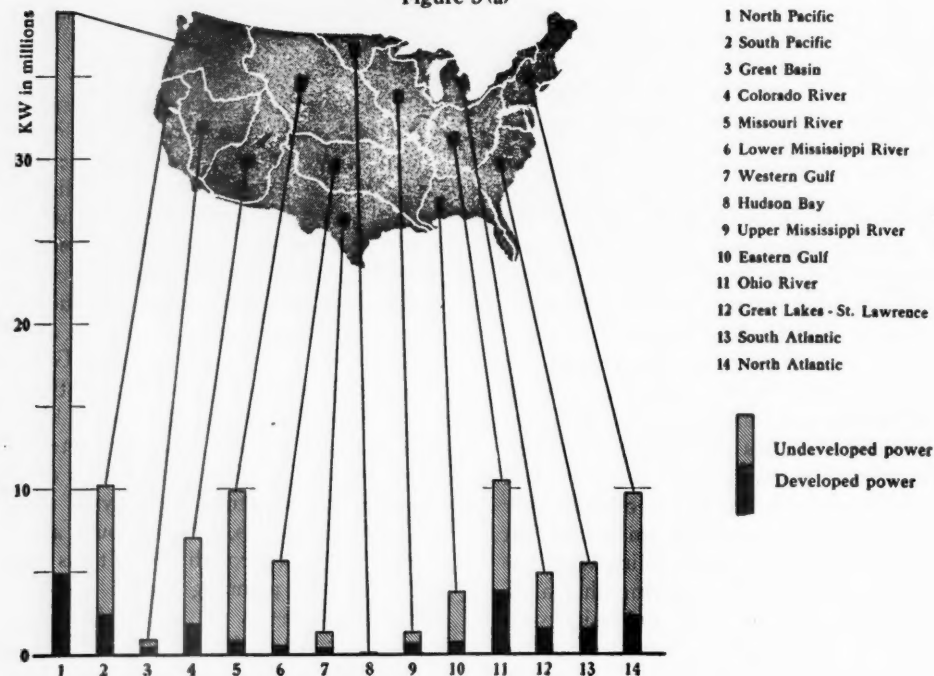 Figure 3 (a)
KW in millions
30
20
10
0
1 2 3 4 5 6 7 8 9 10 11 12 13 14
1 North Pacific
2 South Pacific
3 Great Basin
4 Colorado River
5 Missouri River
6 Lower Mississippi River
7 Western Gulf
8 Hudson Bay
9 Upper Mississippi River
10 Eastern Gulf
11 Ohio River
12 Great Lakes - St. Lawrence
13 South Atlantic
14 North Atlantic
Undeveloped power
Developed power